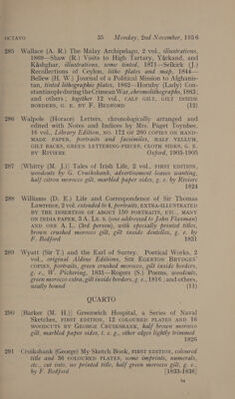 OCTAVO 35 Monday, 2nd November, 1936
285 Wallace (A. R.) The Malay Archipelago, 2 vol., illustrations,
1869—Shaw (R.) Visits to High Tartary, Yârkand, and
Kâshghar, illustrations, some tinted, 1871—Selkirk (J.)
Recollections of Ceylon, litho plates and map, 1844—
Bellew (H. W.) Journal of a Political Mission to Afghanis-
tan, tinted lithographic plates, 1862—Hornby (Lady) Con-
stantinople during the Crimean War, chromolithographs, 1863;
and others; together 12 vol., CALF GILT, GILT INSIDE
BORDERS, G. E. BY F. BEDFORD (12)
286 Walpole (Horace) Letters, chronologically arranged and
edited with Notes and Indices by Mrs. Paget Toynbee,
16 vol., Library Edition, NO. 172 OF 260 COPIES ON HAND-
MADE PAPER, portraits and facsimiles, HALF VELLUM,
GILT BACKS, GREEN LETTERING-PIECES, CLOTH SIDES, G. E.
BY RIVIERE Oxford, 1903-1905
287 [Whitty (M. J.)] Tales of Irish Life, 2 vol., FIRST EDITION,
woodcuts by G. Cruikshank, advertisement leaves wanting,
half citron morocco gilt, marbled paper sides, g. e. by Riviere
1824
288 Williams (D. E.) Life and Correspondence of Sir Thomas
Lawrence, 2 vol. extended to 4, portraits, EXTRA-ILLUSTRATED
BY THE INSERTION OF ABOUT 150 PORTRAITS, ETC., MANY
ON INDIA PAPER, 3 A. Ls. s. (one addressed to John Flaxman)
AND ONE A. L. (3rd person), with specially printed titles,
brown crushed morocco gilt, gilt inside dentelles, g. e. by
F. Bedford 1831
289 Wyatt (Sir T.) and the Earl of Surrey. Poetical Works, 2
vol., original Aldine Editions, SIR EGERTON BRYDGES'
COPIES, portraits, green crushed morocco, gilt inside borders,
g. e., W. Pickering, 1831—Rogers (S.) Poems, woodcuts,
green morocco extra, gilt inside borders, g. e., 1816; and others,
neatly bound (11)
QUARTO
290 [Barker (M. H.)] Greenwich Hospital, a Series of Naval
Sketches, FIRST EDITION, 12 COLOURED PLATES AND 16
WOODCUTS BY GEORGE CRUIKSHANK, half brown morocco
gilt, marbled paper sides, t. e. g., other edges lightly trimmed
1826
291 Cruikshank (George) My Sketch Book, FIRST EDITION, coloured
title and 36 COLOURED PLATES, some imprints, numerals,
etc., cut into, no printed title, half green morocco gilt, g. e.
by F. Bedford [1833-1836]